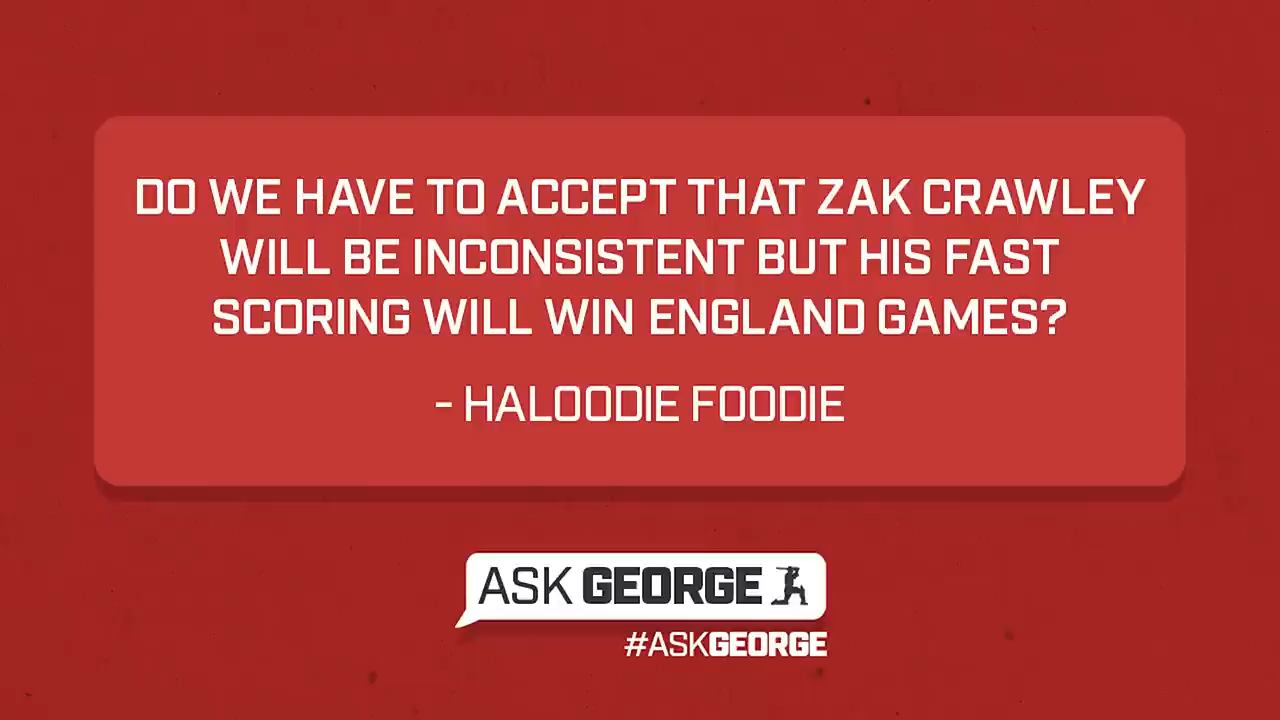 DO WE HAVE TO ACCEPT THAT ZAK CRAWLEY
WILL BE INCONSISTENT BUT HIS FAST
SCORING WILL WIN ENGLAND GAMES?
- HALOODIE FOODIE
ASK GEORGE
#ASKGEORGE